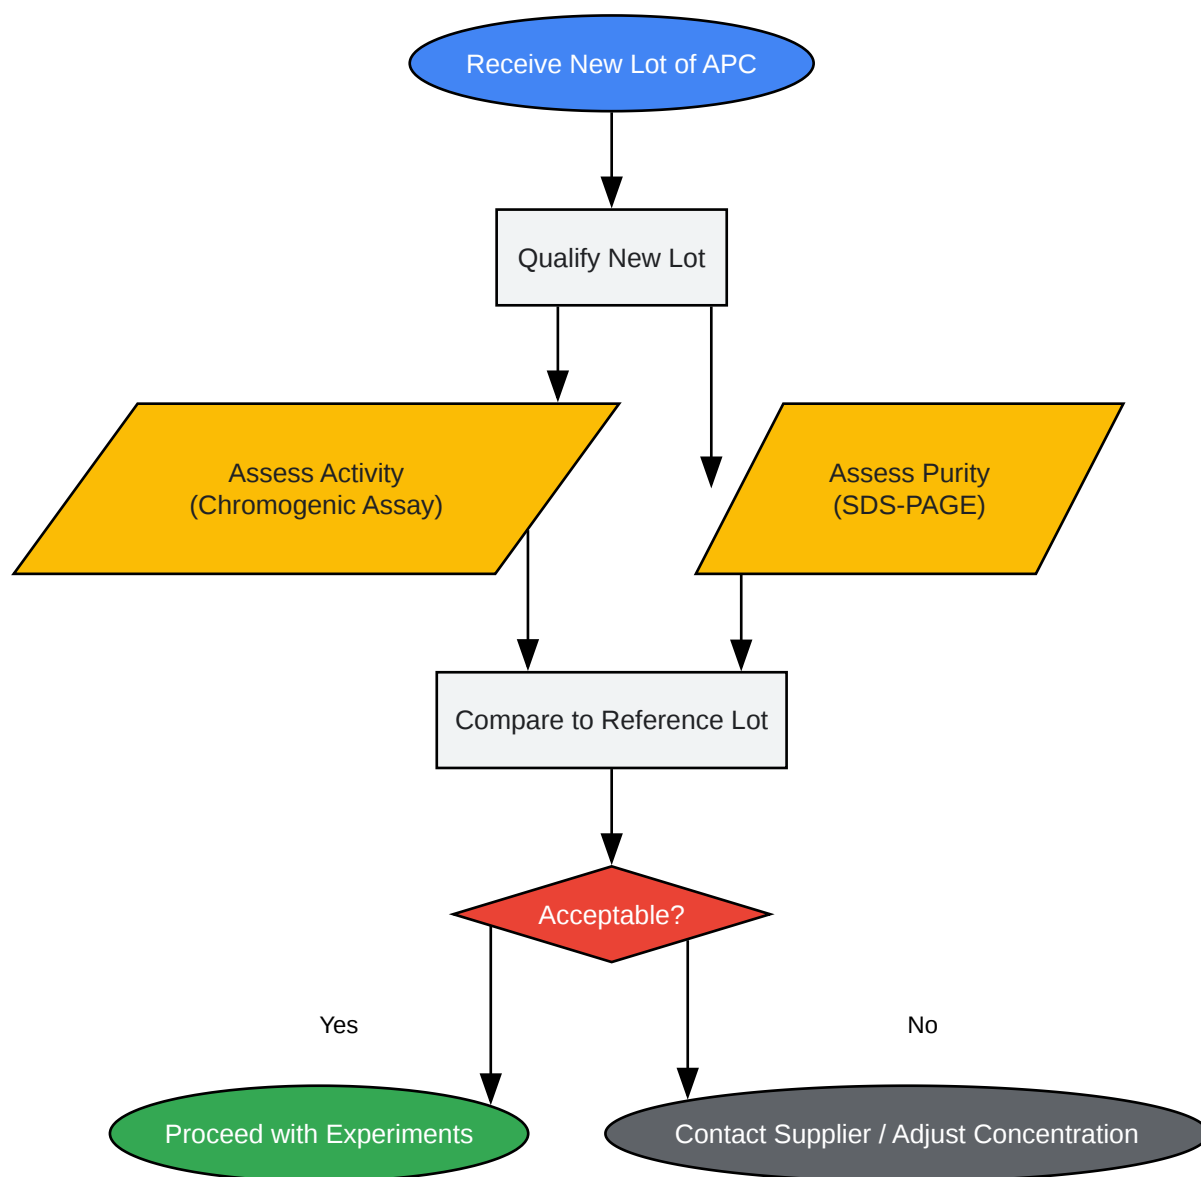 Receive New Lot of APC
Qualify New Lot
Assess Activity
(Chromogenic Assay)
Assess Purity
(SDS-PAGE)
Compare to Reference Lot
Acceptable?
Yes
No
Proceed with Experiments
Contact Supplier / Adjust Concentration